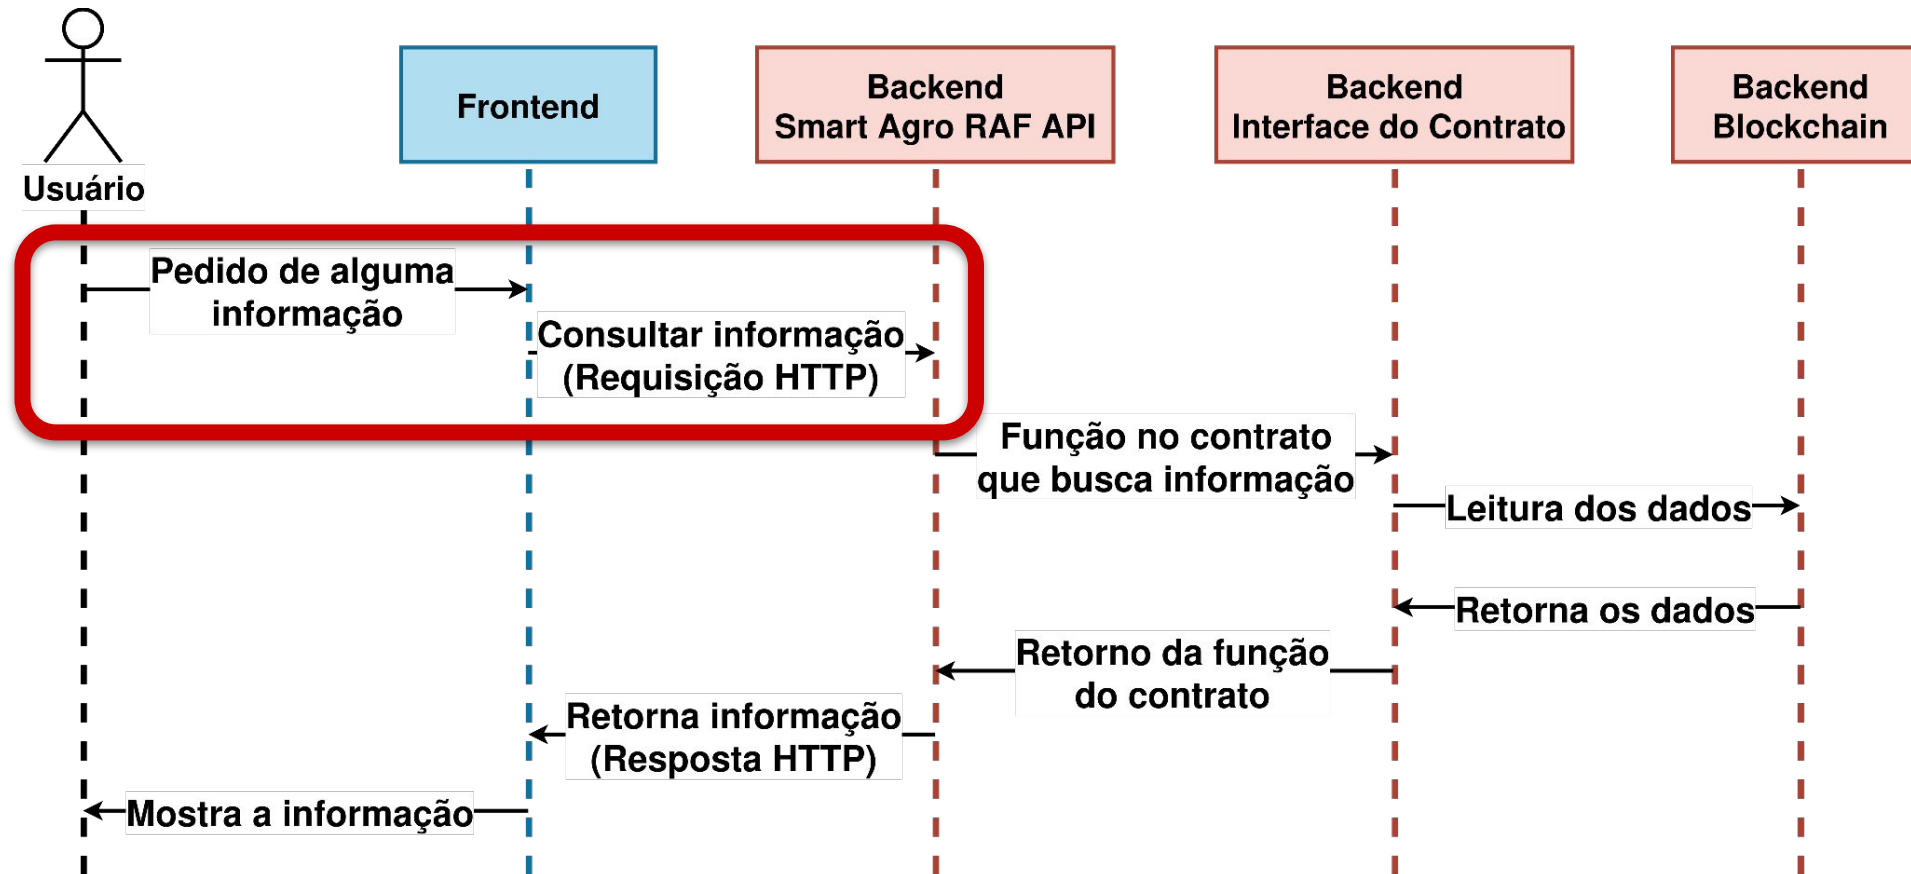 Usuário
Frontend
Backend
Smart Agro RAF API
Backend
Interface do Contrato
Backend
Blockchain
Pedido de alguma
informação
Consultar informação
(Requisição HTTP)
Função no contrato
que busca informação
Leitura dos dados
Retorna os dados
Retorno da função
do contrato
Retorna informação
(Resposta HTTP)
Mostra a informação